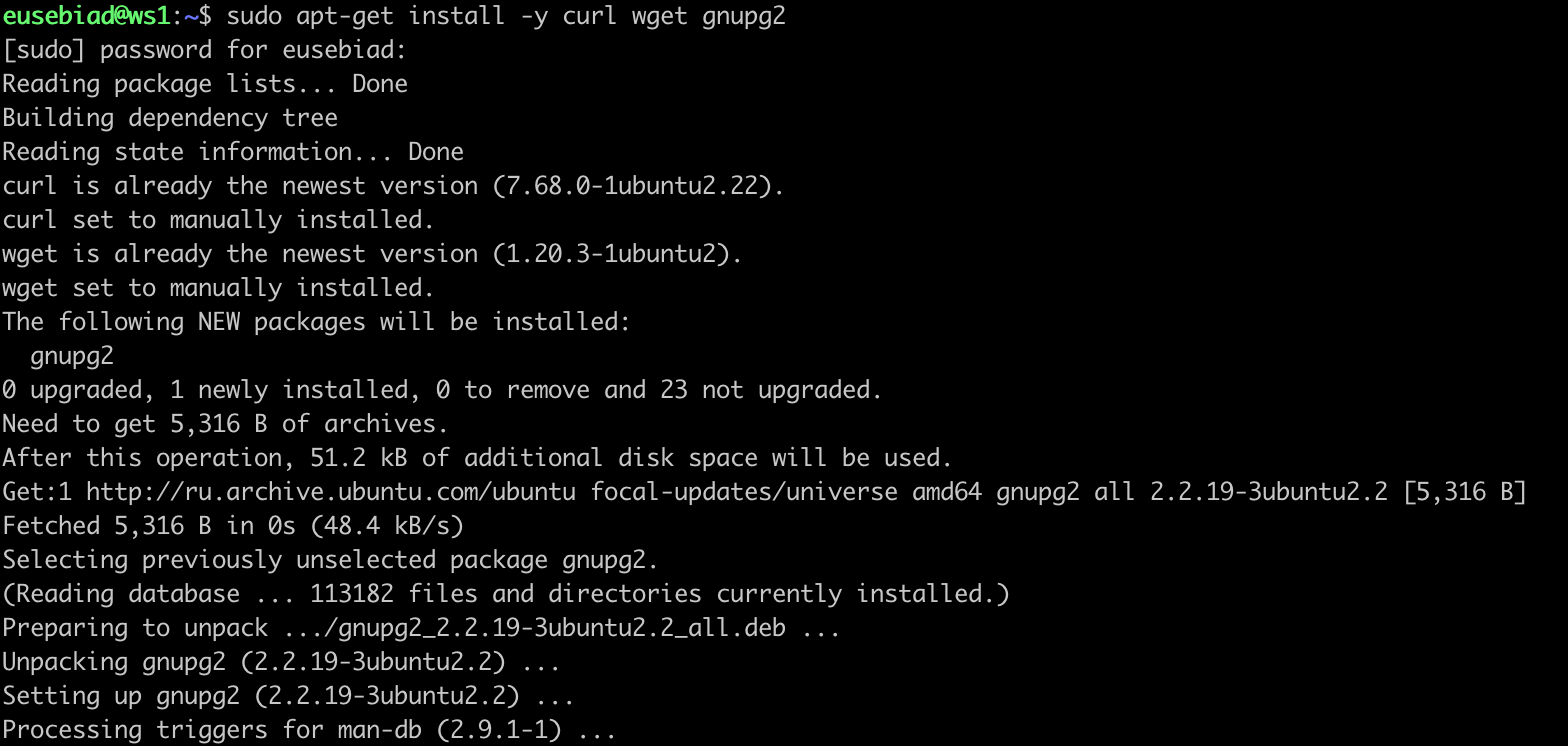 eusebiad@ws1:~$ sudo apt-get install -y curl wget gnupg2
[sudo] password for eusebiad:
Reading package lists... Done
Building dependency tree
Reading state information... Done
curl is already the newest version (7.68.0-1ubuntu2.22).
curl set to manually installed.
wget is already the newest version (1.20.3-1ubuntu2).
wget set to manually installed.
The following NEW packages will be installed:
  gnupg2
0 upgraded, 1 newly installed, 0 to remove and 23 not upgraded.
Need to get 5,316 B of archives.
After this operation, 51.2 kB of additional disk space will be used.
Get:1 http://ru.archive.ubuntu.com/ubuntu focal-updates/universe amd64 gnupg2 all 2.2.19-3ubuntu2.2 [5,316 B]
Fetched 5,316 B in 0s (48.4 kB/s)
Selecting previously unselected package gnupg2.
(Reading database ... 113182 files and directories currently installed.)
Preparing to unpack .../gnupg2_2.2.19-3ubuntu2.2_all.deb ...
Unpacking gnupg2 (2.2.19-3ubuntu2.2) ...
Setting up gnupg2 (2.2.19-3ubuntu2.2) ...
Processing triggers for man-db (2.9.1-1) ...